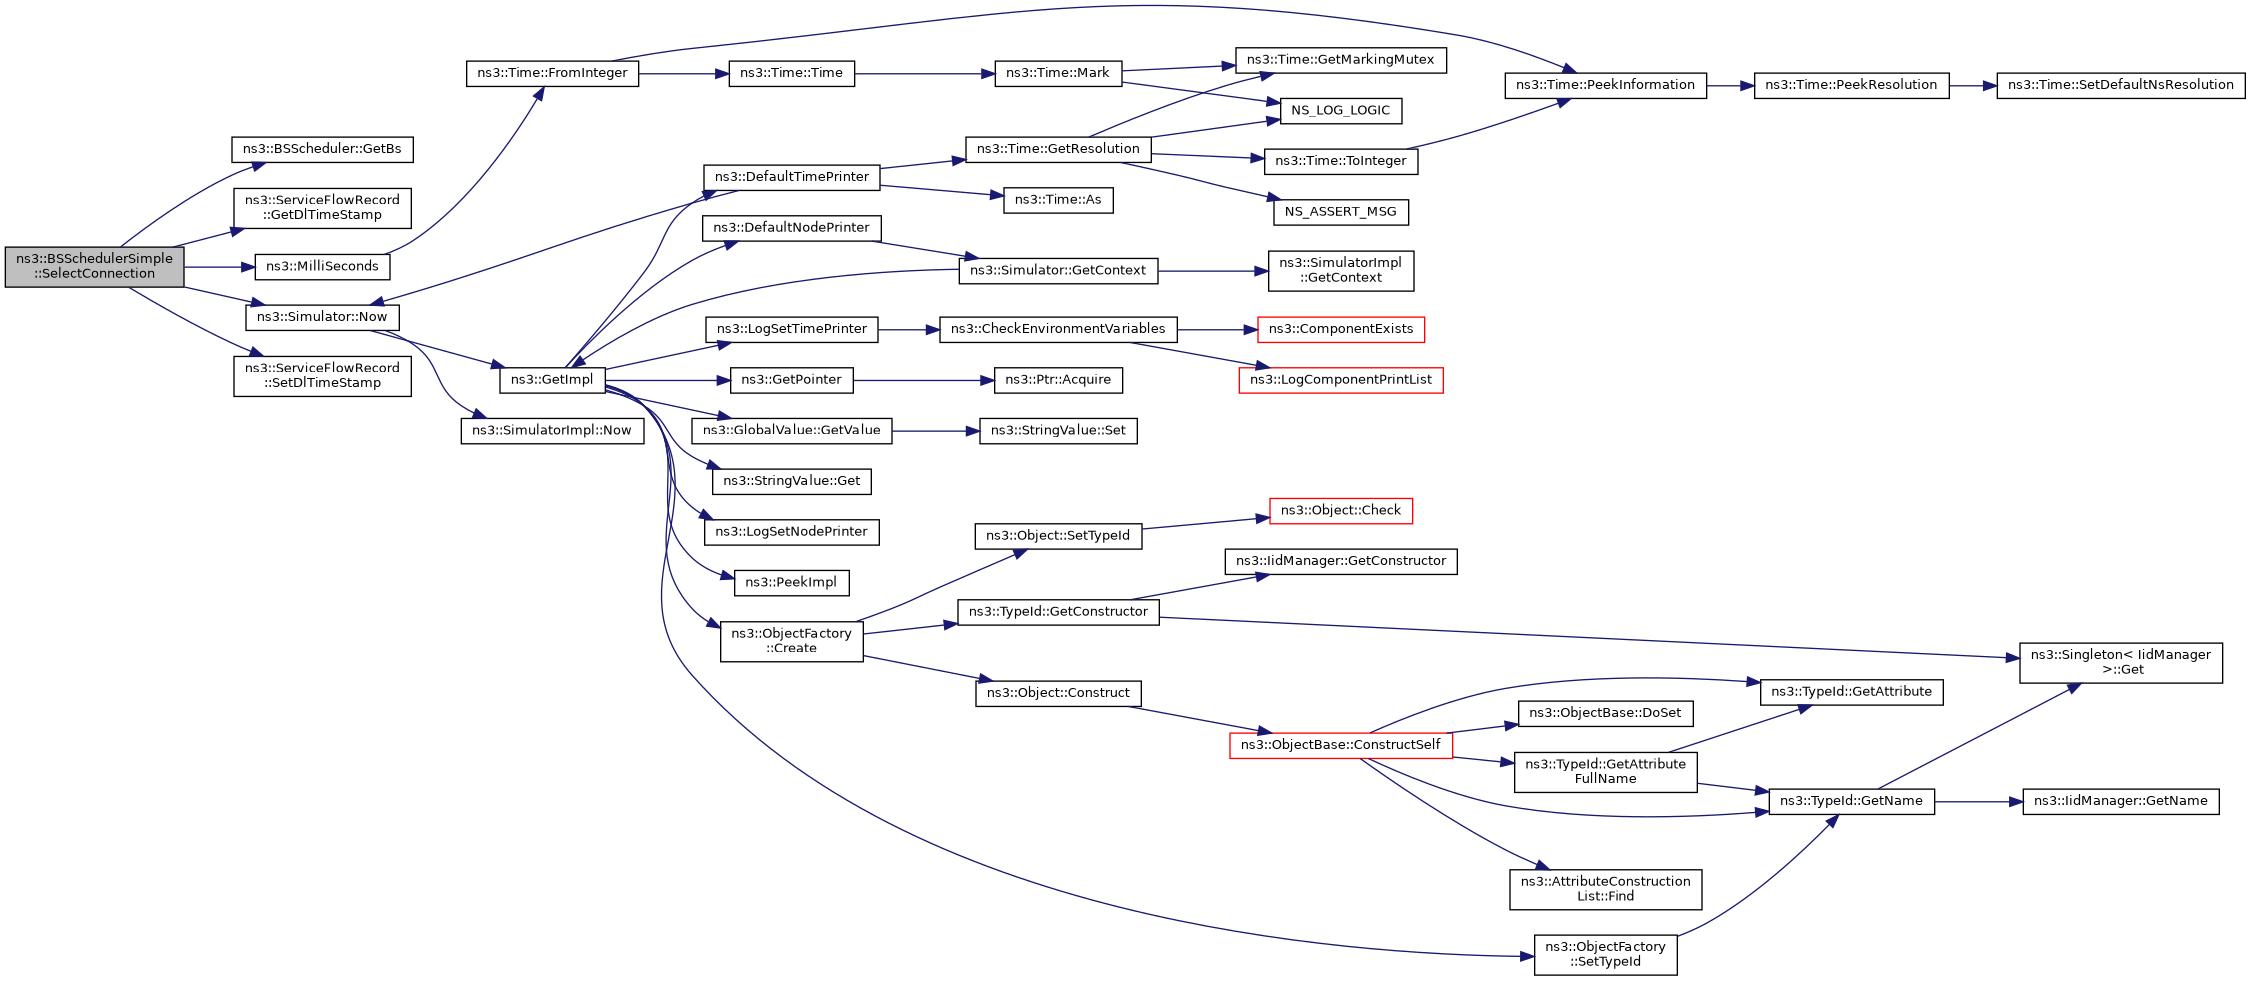 ns3::BSSchedulerSimple
::SelectConnection
ns3::BSScheduler::GetBs
ns3::ServiceFlowRecord
::GetDlTimeStamp
ns3::MilliSeconds
ns3::Simulator::Now
ns3::ServiceFlowRecord
::SetDlTimeStamp
ns3::Time::FromInteger
ns3::GetImpl
ns3::SimulatorImpl::Now
ns3::Time::Time
ns3::DefaultTimePrinter
ns3::DefaultNodePrinter
ns3::LogSetTimePrinter
ns3::GetPointer
ns3::GlobalValue::GetValue
ns3::StringValue::Get
ns3::LogSetNodePrinter
ns3::PeekImpl
ns3::ObjectFactory
::Create
ns3::Time::Mark
ns3::Time::GetResolution
ns3::Time::As
ns3::Simulator::GetContext
ns3::CheckEnvironmentVariables
ns3::Ptr::Acquire
ns3::StringValue::Set
ns3::Object::SetTypeId
ns3::TypeId::GetConstructor
ns3::Object::Construct
ns3::Time::GetMarkingMutex
NS_LOG_LOGIC
ns3::Time::ToInteger
NS_ASSERT_MSG
ns3::SimulatorImpl
::GetContext
ns3::ComponentExists
ns3::LogComponentPrintList
ns3::Object::Check
ns3::IidManager::GetConstructor
ns3::ObjectBase::ConstructSelf
ns3::Time::PeekInformation
ns3::ObjectBase::DoSet
ns3::TypeId::GetAttribute
FullName
ns3::AttributeConstruction
List::Find
ns3::ObjectFactory
::SetTypeId
ns3::Time::PeekResolution
ns3::TypeId::GetAttribute
ns3::TypeId::GetName
ns3::Time::SetDefaultNsResolution
ns3::Singleton< IidManager
>::Get
ns3::IidManager::GetName